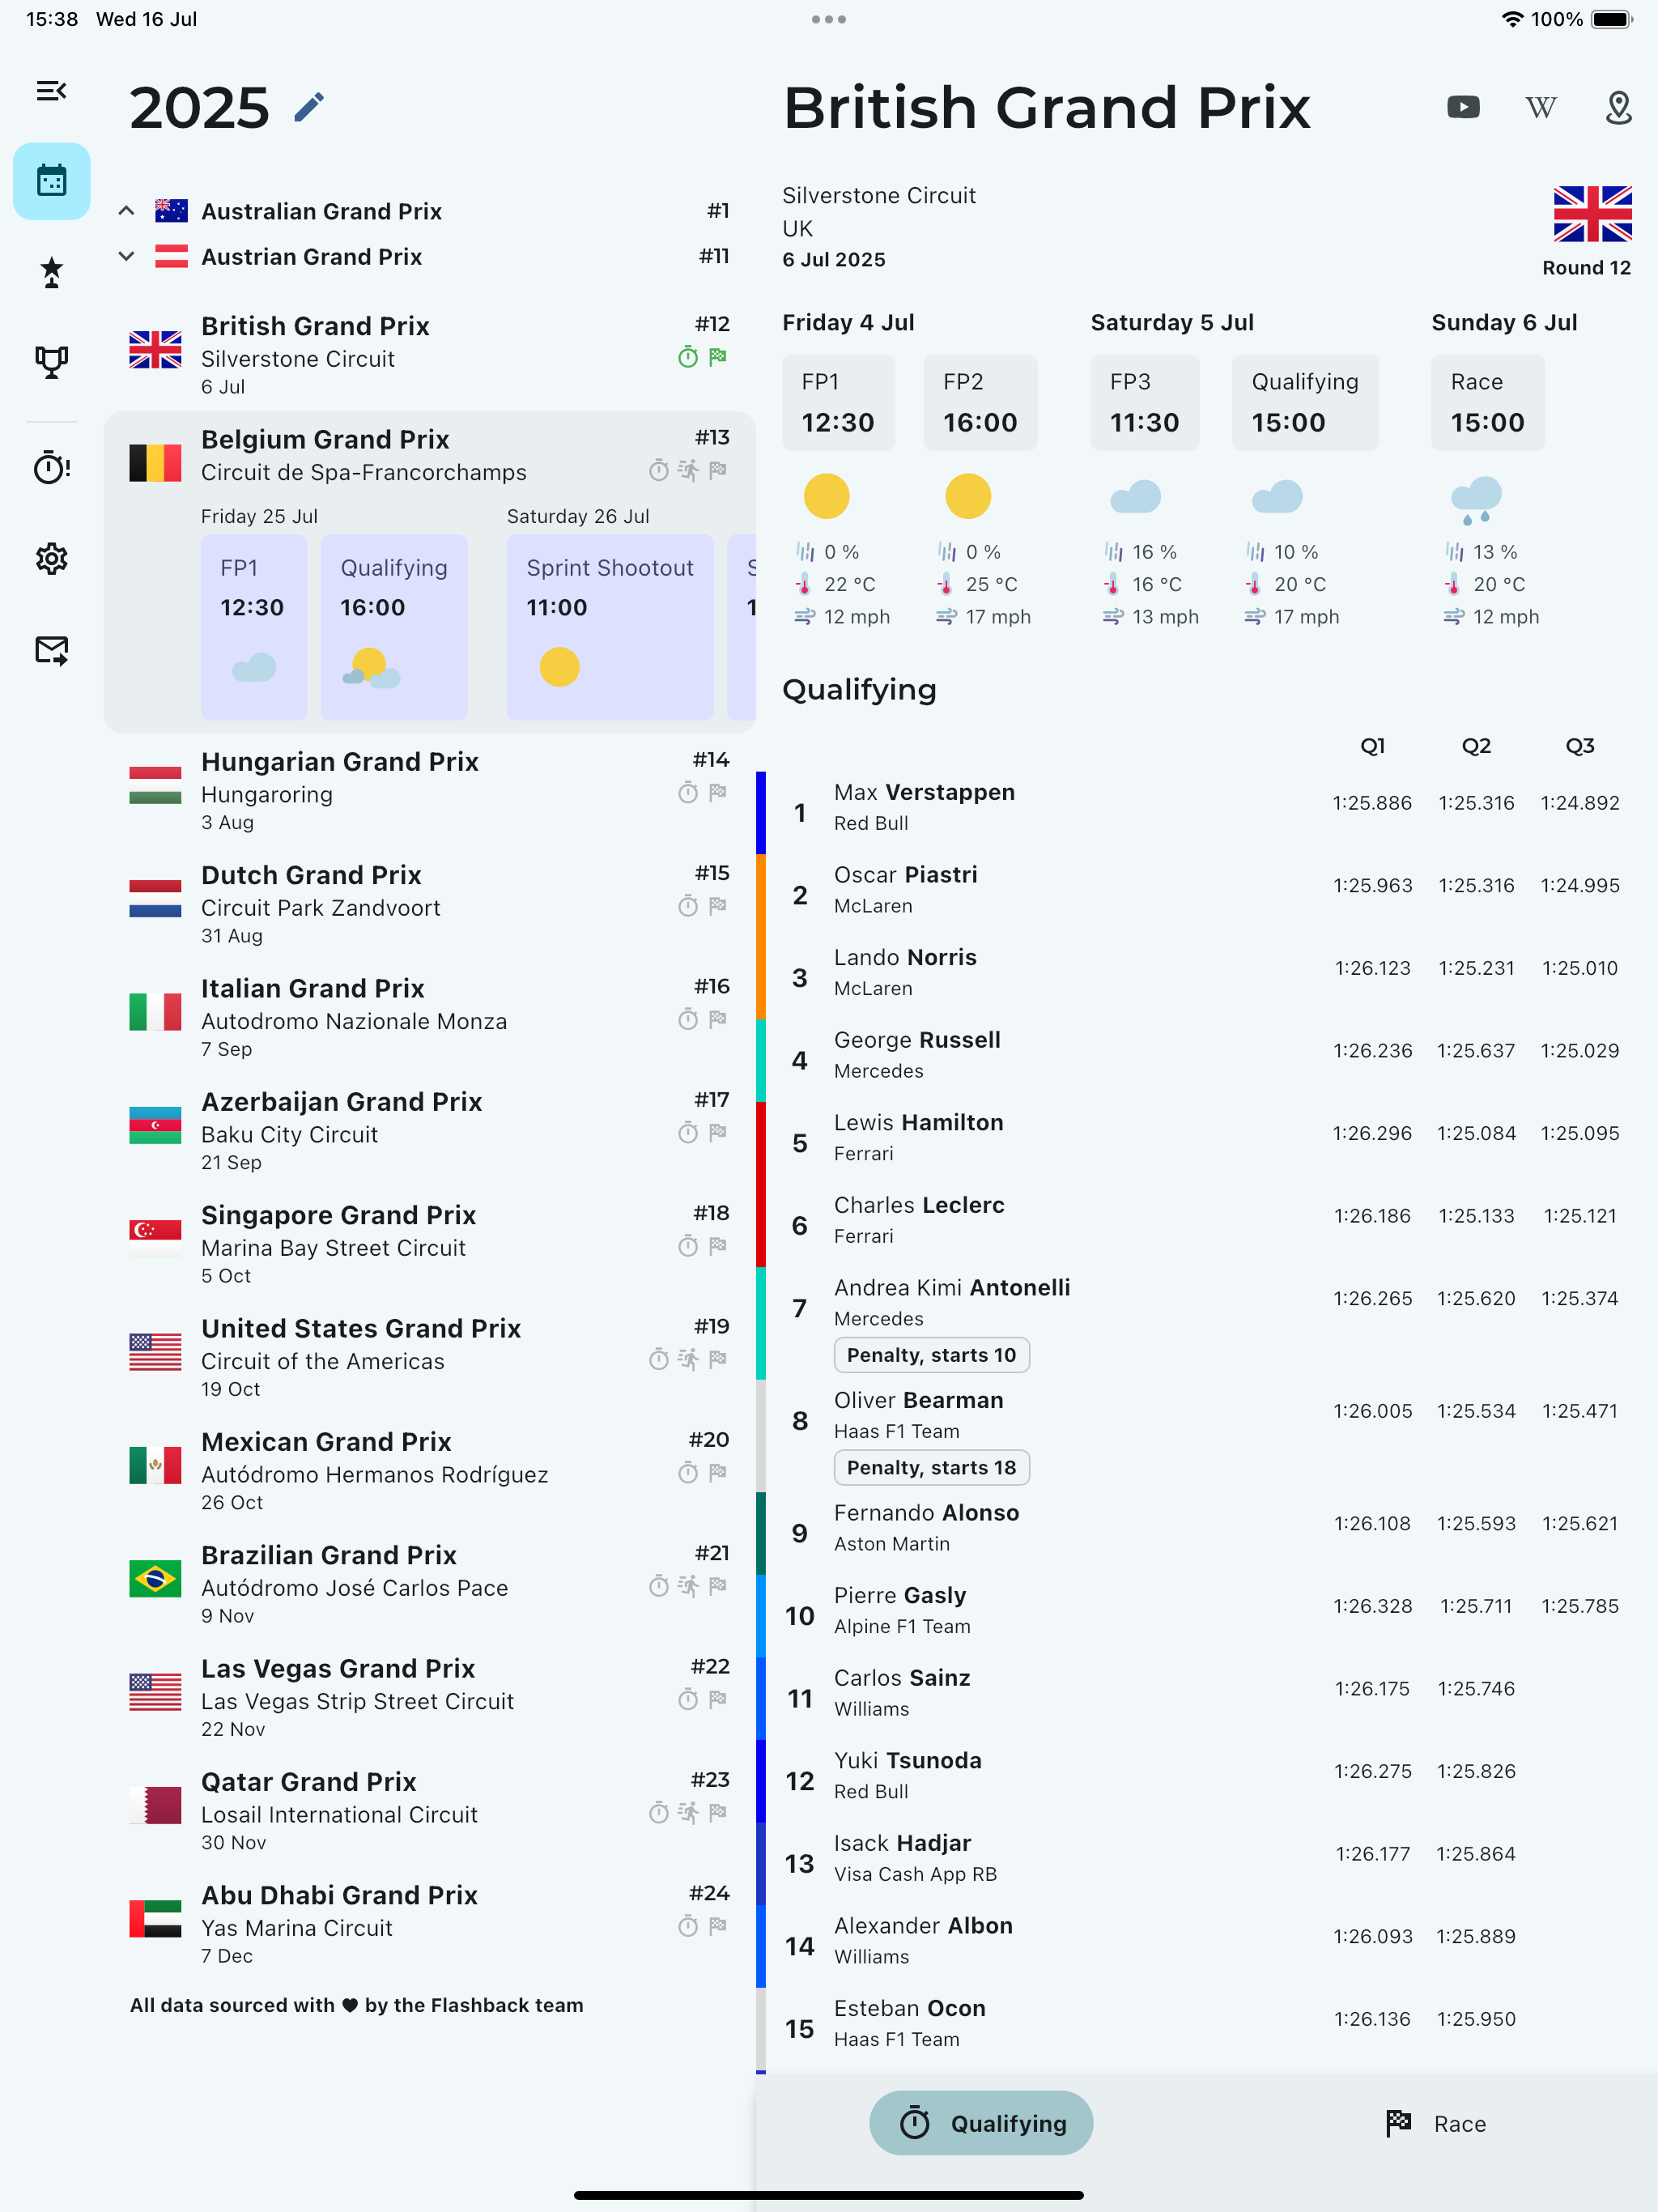 15:38 Wed 16 Jul
100%
2025
Australian Grand Prix #1
Austrian Grand Prix #11
British Grand Prix #12
Silverstone Circuit
6 Jul
Belgium Grand Prix #13
Circuit de Spa-Francorchamps
Friday 25 Jul Saturday 26 Jul
FP1 Qualifying Sprint Shootout S
12:30 16:00 11:00 1
Hungarian Grand Prix #14
Hungaroring
3 Aug
Dutch Grand Prix #15
Circuit Park Zandvoort
31 Aug
Italian Grand Prix #16
Autodromo Nazionale Monza
7 Sep
Azerbaijan Grand Prix #17
Baku City Circuit
21 Sep
Singapore Grand Prix #18
Marina Bay Street Circuit
5 Oct
United States Grand Prix #19
Circuit of the Americas
19 Oct
Mexican Grand Prix #20
Autódromo Hermanos Rodríguez
26 Oct
Brazilian Grand Prix #21
Autódromo José Carlos Pace
9 Nov
Las Vegas Grand Prix #22
Las Vegas Strip Street Circuit
22 Nov
Qatar Grand Prix #23
Losail International Circuit
30 Nov
Abu Dhabi Grand Prix #24
Yas Marina Circuit
7 Dec
All data sourced with ♥ by the Flashback team
British Grand Prix
W
Silverstone Circuit
UK
6 Jul 2025
Round 12
Friday 4 Jul Saturday 5 Jul Sunday 6 Jul
FP1 FP2 FP3 Qualifying Race
12:30 16:00 11:30 15:00 15:00
0 % 0 % 16 % 10 % 13 %
22 °C 25 °C 16 °C 20 °C 20 °C
12 mph 17 mph 13 mph 17 mph 12 mph
Qualifying
Q1 Q2 Q3
1 Max Verstappen 1:25.886 1:25.316 1:24.892
Red Bull
2 Oscar Piastri 1:25.963 1:25.316 1:24.995
McLaren
3 Lando Norris 1:26.123 1:25.231 1:25.010
McLaren
4 George Russell 1:26.236 1:25.637 1:25.029
Mercedes
5 Lewis Hamilton 1:26.296 1:25.084 1:25.095
Ferrari
6 Charles Leclerc 1:26.186 1:25.133 1:25.121
Ferrari
7 Andrea Kimi Antonelli 1:26.265 1:25.620 1:25.374
Mercedes
Penalty, starts 10
8 Oliver Bearman 1:26.005 1:25.534 1:25.471
Haas F1 Team
Penalty, starts 18
9 Fernando Alonso 1:26.108 1:25.593 1:25.621
Aston Martin
10 Pierre Gasly 1:26.328 1:25.711 1:25.785
Alpine F1 Team
11 Carlos Sainz 1:26.175 1:25.746
Williams
12 Yuki Tsunoda 1:26.275 1:25.826
Red Bull
13 Isack Hadjar 1:26.177 1:25.864
Visa Cash App RB
14 Alexander Albon 1:26.093 1:25.889
Williams
15 Esteban Ocon 1:26.136 1:25.950
Haas F1 Team
Qualifying Race